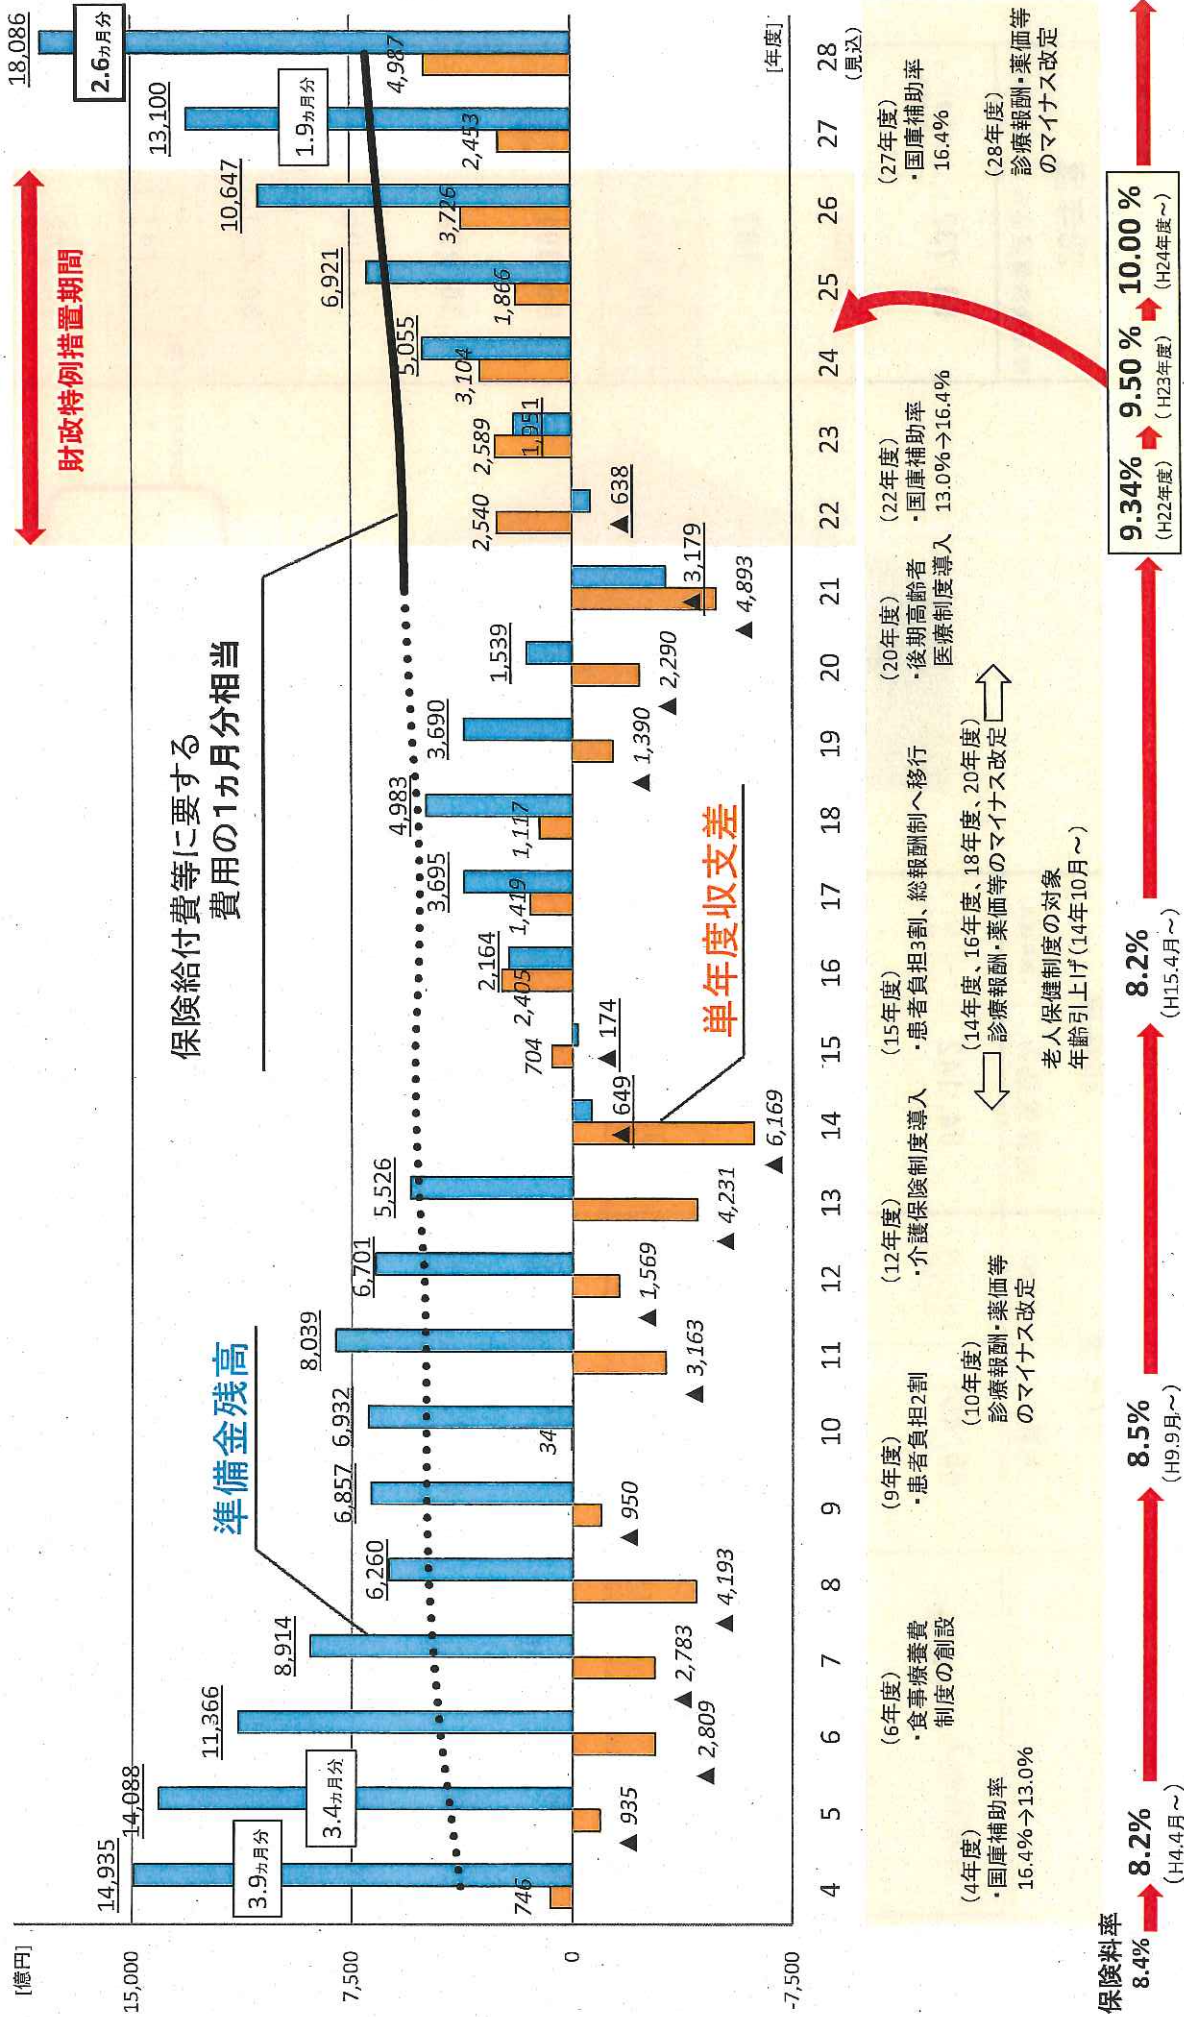 [億円]
15,000
7,500
0
-7,500
財政特例措置期間
保険給付費等に要する
費用の1ヵ月分相当
準備金残高
単年度収支差
14,935
14,088
11,366
8,914
6,260
6,857
6,932
8,039
6,701
5,526
▲ 649
▲ 174
2,164
3,695
4,983
3,690
1,539
▲ 3,179
▲ 638
1,951
5,055
6,921
10,647
13,100
18,086
3.9ヵ月分
3.4ヵ月分
1.9ヵ月分
2.6ヵ月分
746
▲ 935
▲ 2,809
▲ 2,783
▲ 4,193
▲ 950
34
▲ 3,163
▲ 1,569
▲ 4,231
▲ 6,169
704
2,405
1,419
1,117
▲ 1,390
▲ 2,290
▲ 4,893
2,540
2,589
3,104
1,866
3,726
2,453
4,987
[年度]
4
5
6
7
8
9
10
11
12
13
14
15
16
17
18
19
20
21
22
23
24
25
26
27
28
(見込)
(4年度)
・国庫補助率
16.4%→13.0%
(6年度)
・食事療養費
制度の創設
(9年度)
・患者負担2割
(10年度)
診療報酬・薬価等
のマイナス改定
(12年度)
・介護保険制度導入
(15年度)
・患者負担3割、総報酬制へ移行
(14年度、16年度、18年度、20年度)
診療報酬・薬価等のマイナス改定
老人保健制度の対象
年齢引上げ(14年10月~)
(20年度)
・後期高齢者
医療制度導入
(22年度)
・国庫補助率
13.0%→16.4%
(27年度)
・国庫補助率
16.4%
(28年度)
診療報酬・薬価等
のマイナス改定
保険料率
8.4%
8.2%
(H4.4月~)
8.5%
(H9.9月~)
8.2%
(H15.4月~)
9.34%
(H22年度)
9.50 %
(H23年度)
10.00 %
(H24年度~)